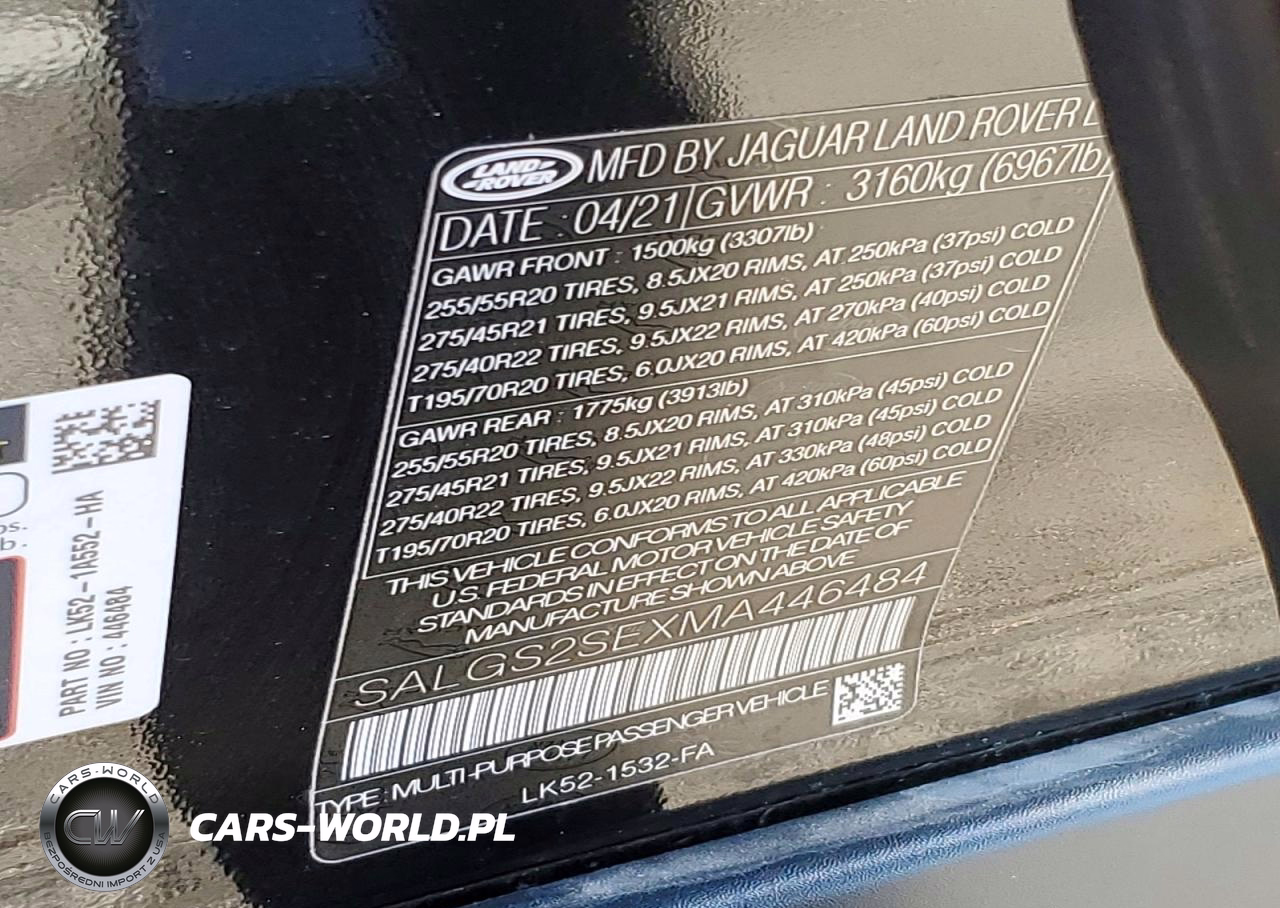 LAND-
-ROVER
MFD BY JAGUAR LAND ROVER L
DATE : 04/21 GVWR : 3160kg (6967lb)
GAWR FRONT : 1500kg (3307lb)
255/55R20 TIRES, 8.5JX20 RIMS, AT 250kPa (37psi) COLD
275/45R21 TIRES, 9.5JX21 RIMS, AT 250kPa (37psi) COLD
275/40R22 TIRES, 9.5JX22 RIMS, AT 270kPa (40psi) COLD
T195/70R20 TIRES, 6.0JX20 RIMS, AT 420kPa (60psi) COLD
GAWR REAR : 1775kg (3913lb)
255/55R20 TIRES, 8.5JX20 RIMS, AT 310kPa (45psi) COLD
275/45R21 TIRES, 9.5JX21 RIMS, AT 310kPa (45psi) COLD
275/40R22 TIRES, 9.5JX22 RIMS, AT 330kPa (48psi) COLD
T195/70R20 TIRES, 6.0JX20 RIMS, AT 420kPa (60psi) COLD
THIS VEHICLE CONFORMS TO ALL APPLICABLE
U.S. FEDERAL MOTOR VEHICLE SAFETY
STANDARDS IN EFFECT ON THE DATE OF
MANUFACTURE SHOWN ABOVE
SALGS2SEXMA446484
TYPE : MULTI-PURPOSE PASSENGER VEHICLE
LK52-1532-FA
PART NO : LK52-1A552-HA
VIN NO : 446484
CARS-WORLD
CW
BEZPOŚREDNI IMPORT Z USA
CARS-WORLD.PL